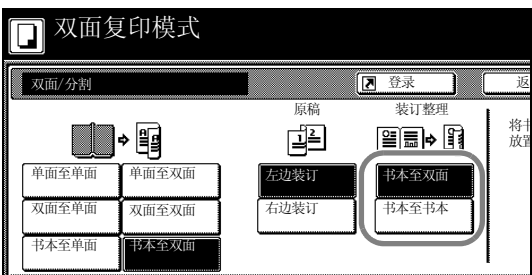 双面复印模式
双面/分割
登录
返
原稿
装订整理
将
放置
单面至单面
单面至双面
左边装订
书本至双面
双面至单面
双面至双面
右边装订
书本至书本
书本至单面
书本至双面